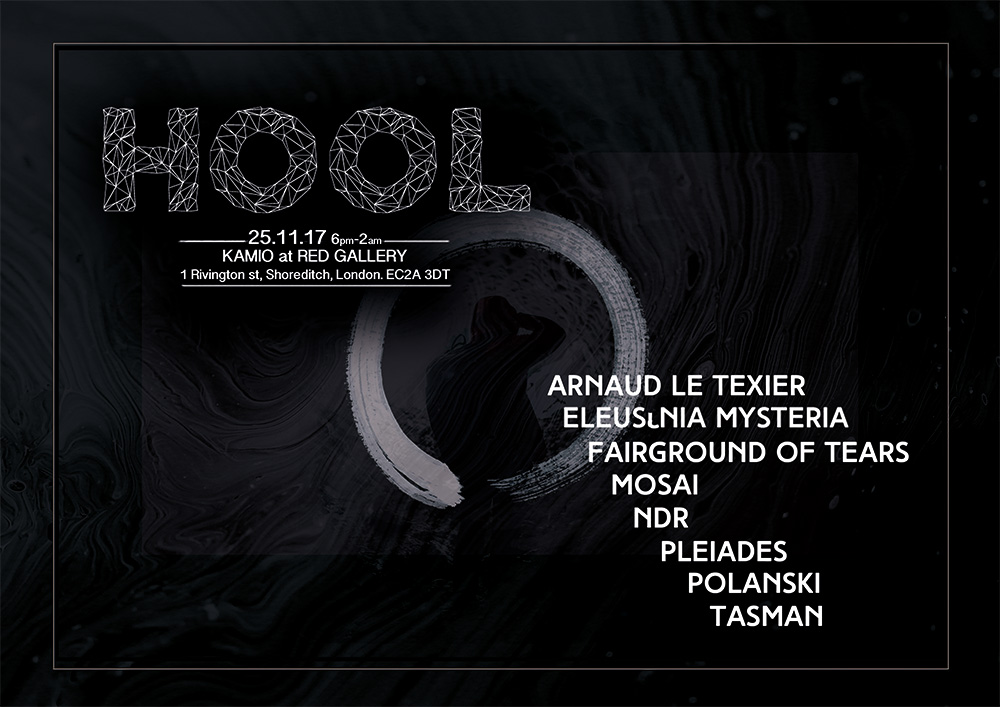 HOOL
25.11.17 6pm-2am
KAMIO at RED GALLERY
1 Rivington st, Shoreditch, London. EC2A 3DT
ARNAUD LE TEXIER
ELEUSɩNIA MYSTERIA
FAIRGROUND OF TEARS
MOSAI
NDR
PLEIADES
POLANSKI
TASMAN